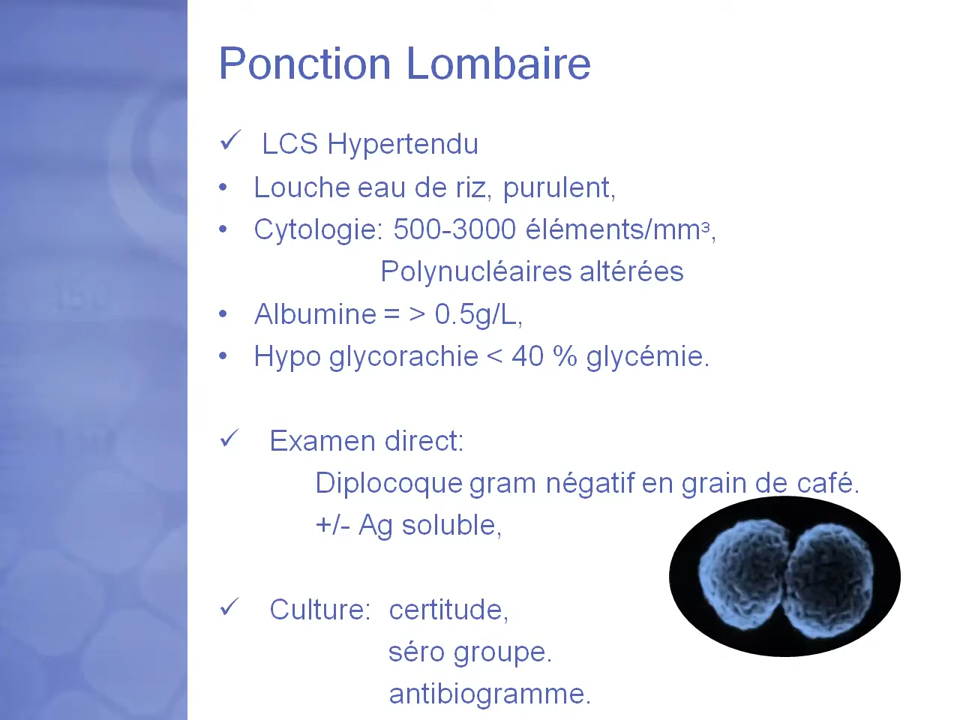 Ponction Lombaire
✓ LCS Hypertendu
• Louche eau de riz, purulent,
• Cytologie: 500-3000 éléments/mm³,
Polynucléaires altérées
• Albumine = > 0.5g/L,
• Hypo glycorachie < 40 % glycémie.
✓ Examen direct:
Diplocoque gram négatif en grain de café.
+/- Ag soluble,
✓ Culture: certitude,
séro groupe.
antibiogramme.